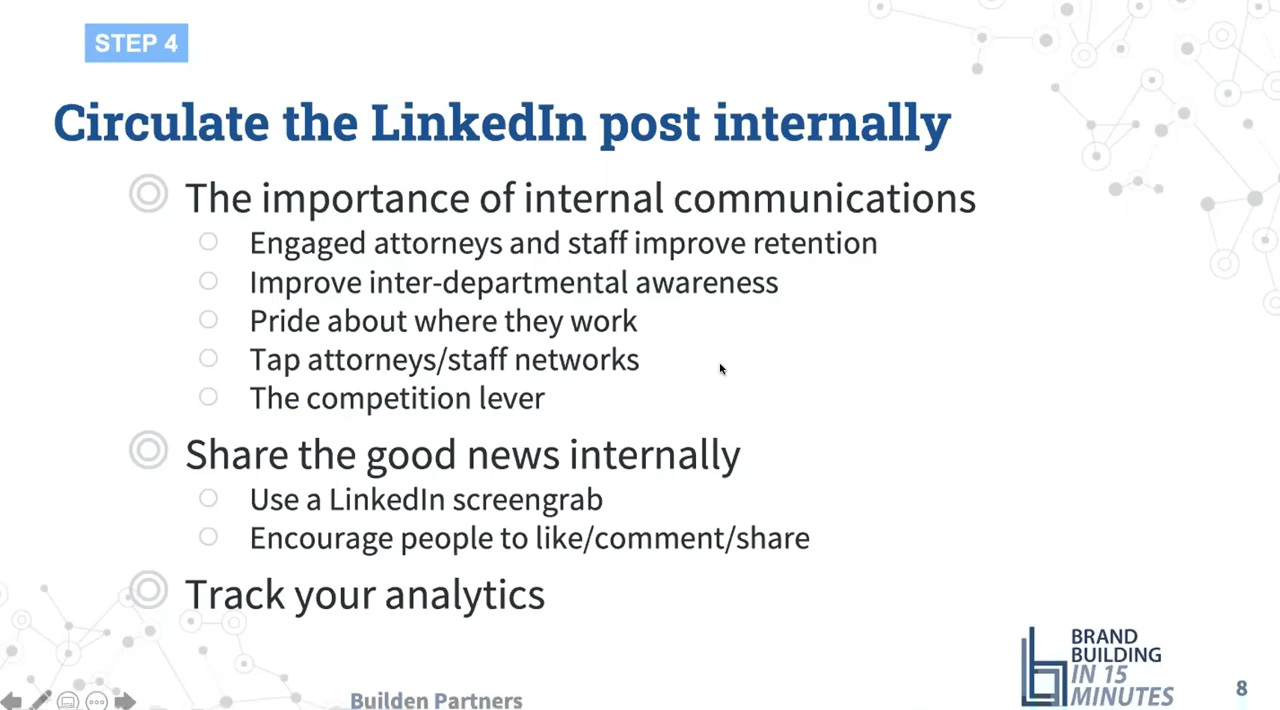 STEP 4
Circulate the LinkedIn post internally
The importance of internal communications
Engaged attorneys and staff improve retention
Improve inter-departmental awareness
Pride about where they work
Tap attorneys/staff networks
The competition lever
Share the good news internally
Use a LinkedIn screengrab
Encourage people to like/comment/share
Track your analytics
Builden Partners
BRAND
BUILDING
IN 15
MINUTES
8